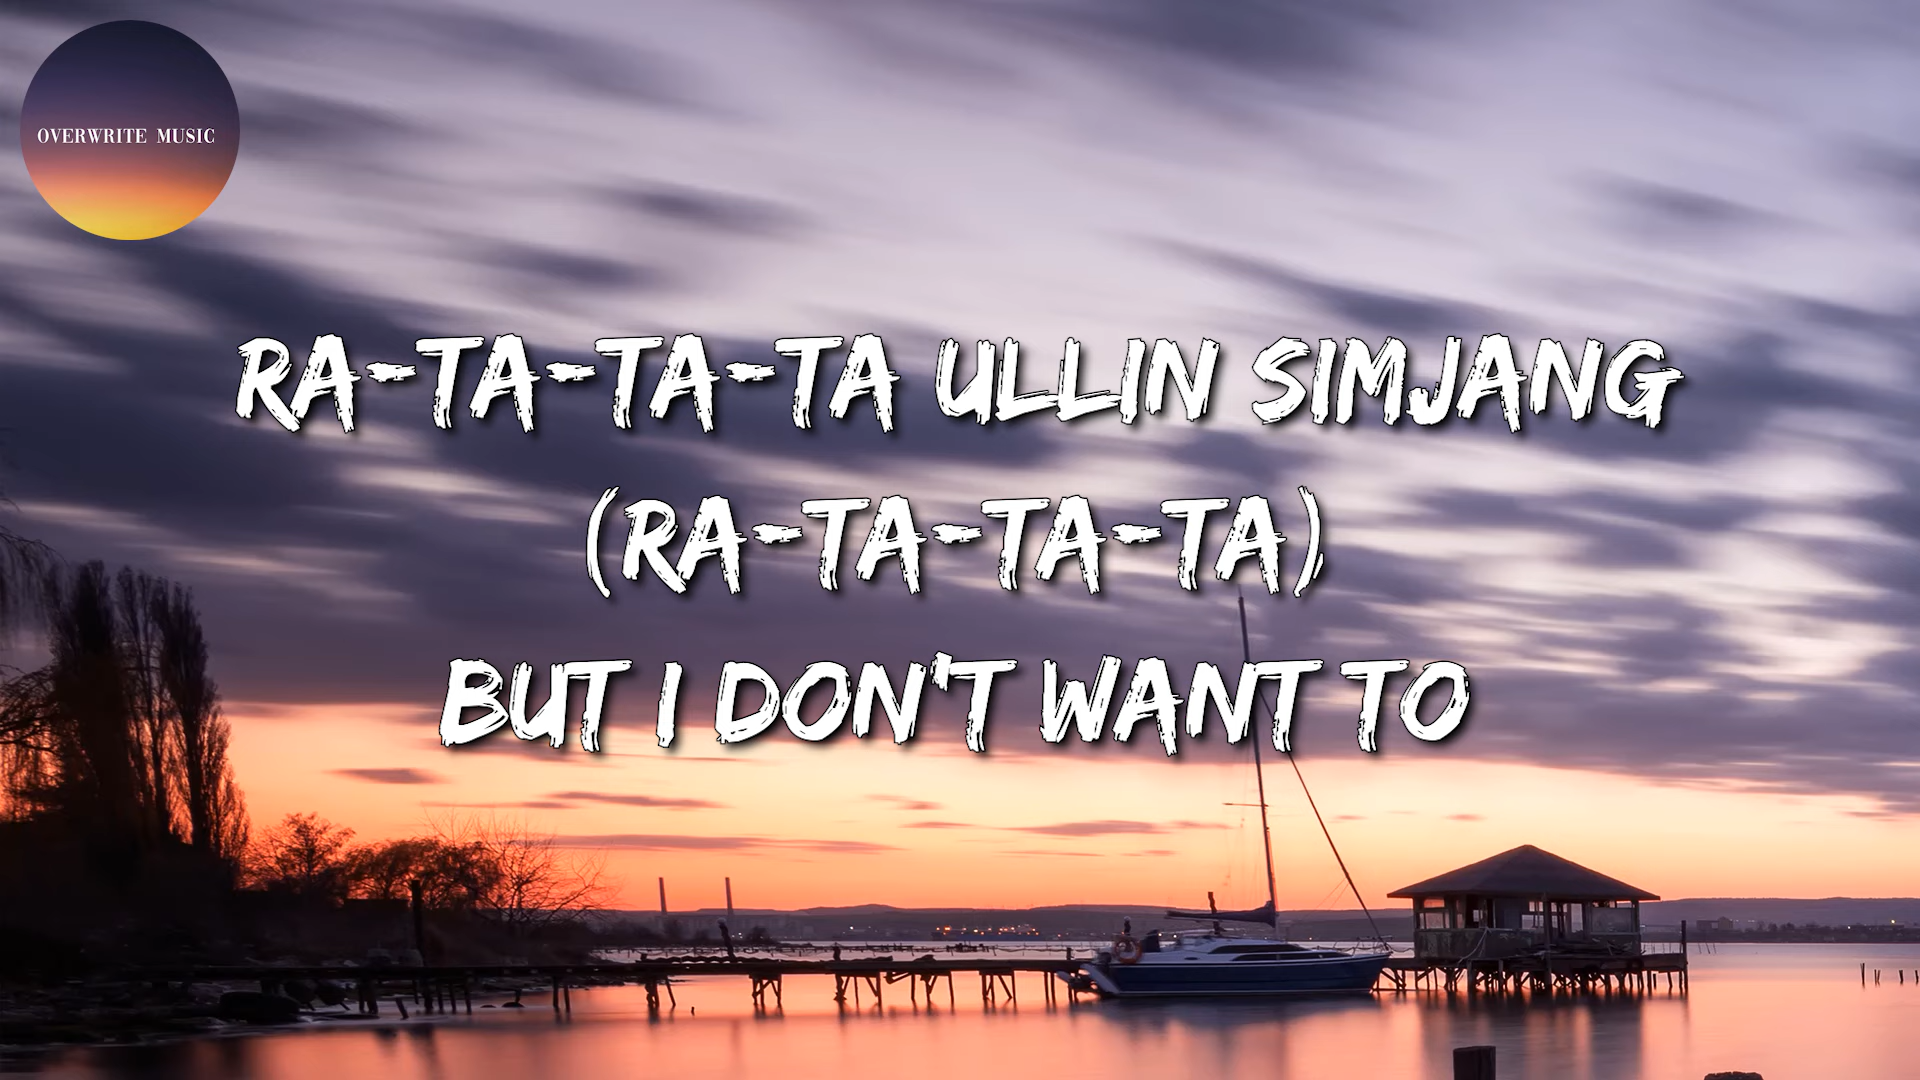 OVERWRITE MUSIC
RA-TA-TA-TA ULLIN SIMJANG
(RA-TA-TA-TA)
BUT I DON'T WANT TO